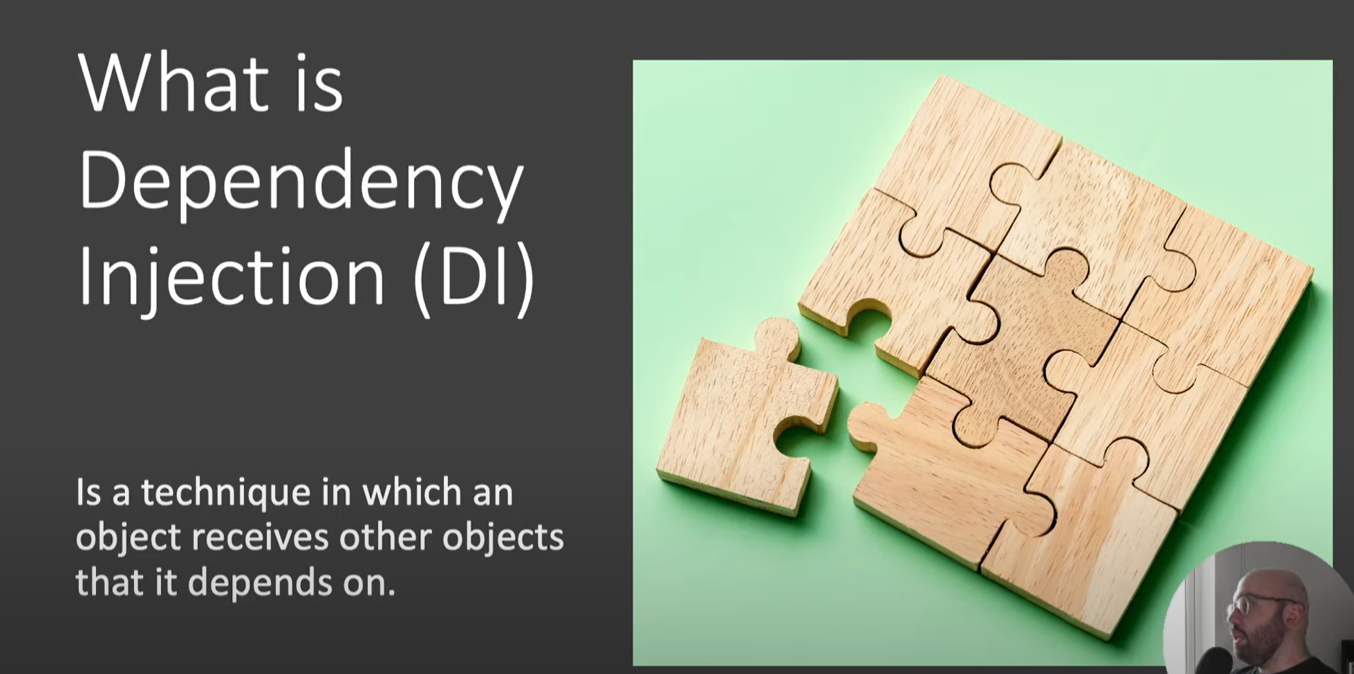 What is
Dependency
Injection (DI)
Is a technique in which an
object receives other objects
that it depends on.